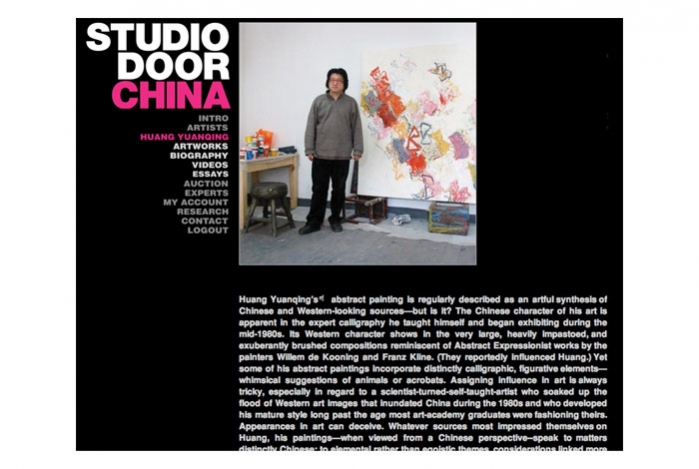 STUDIO
DOOR
CHINA
INTRO
ARTISTS
HUANG YUANQING
ARTWORKS
BIOGRAPHY
VIDEOS
ESSAYS
AUCTION
EXPERTS
MY ACCOUNT
RESEARCH
CONTACT
LOGOUT
Huang Yuanqing's abstract painting is regularly described as an artful synthesis of
Chinese and Western-looking sources—but is it? The Chinese character of his art is
apparent in the expert calligraphy he taught himself and began exhibiting during the
mid-1980s. Its Western character shows in the very large, heavily impastoed, and
exuberantly brushed compositions reminiscent of Abstract Expressionist works by the
painters Willem de Kooning and Franz Kline. (They reportedly influenced Huang.) Yet
some of his abstract paintings incorporate distinctly calligraphic, figurative elements—
whimsical suggestions of animals or acrobats. Assigning influence in art is always
tricky, especially in regard to a scientist-turned-self-taught-artist who soaked up the
flood of Western art images that inundated China during the 1980s and who developed
his mature style long past the age most art-academy graduates were fashioning theirs.
Appearances in art can deceive. Whatever sources most impressed themselves on
Huang, his paintings—when viewed from a Chinese perspective–speak to matters
distinctly Chinese: to elemental rather than egoistic themes, considerations linked more